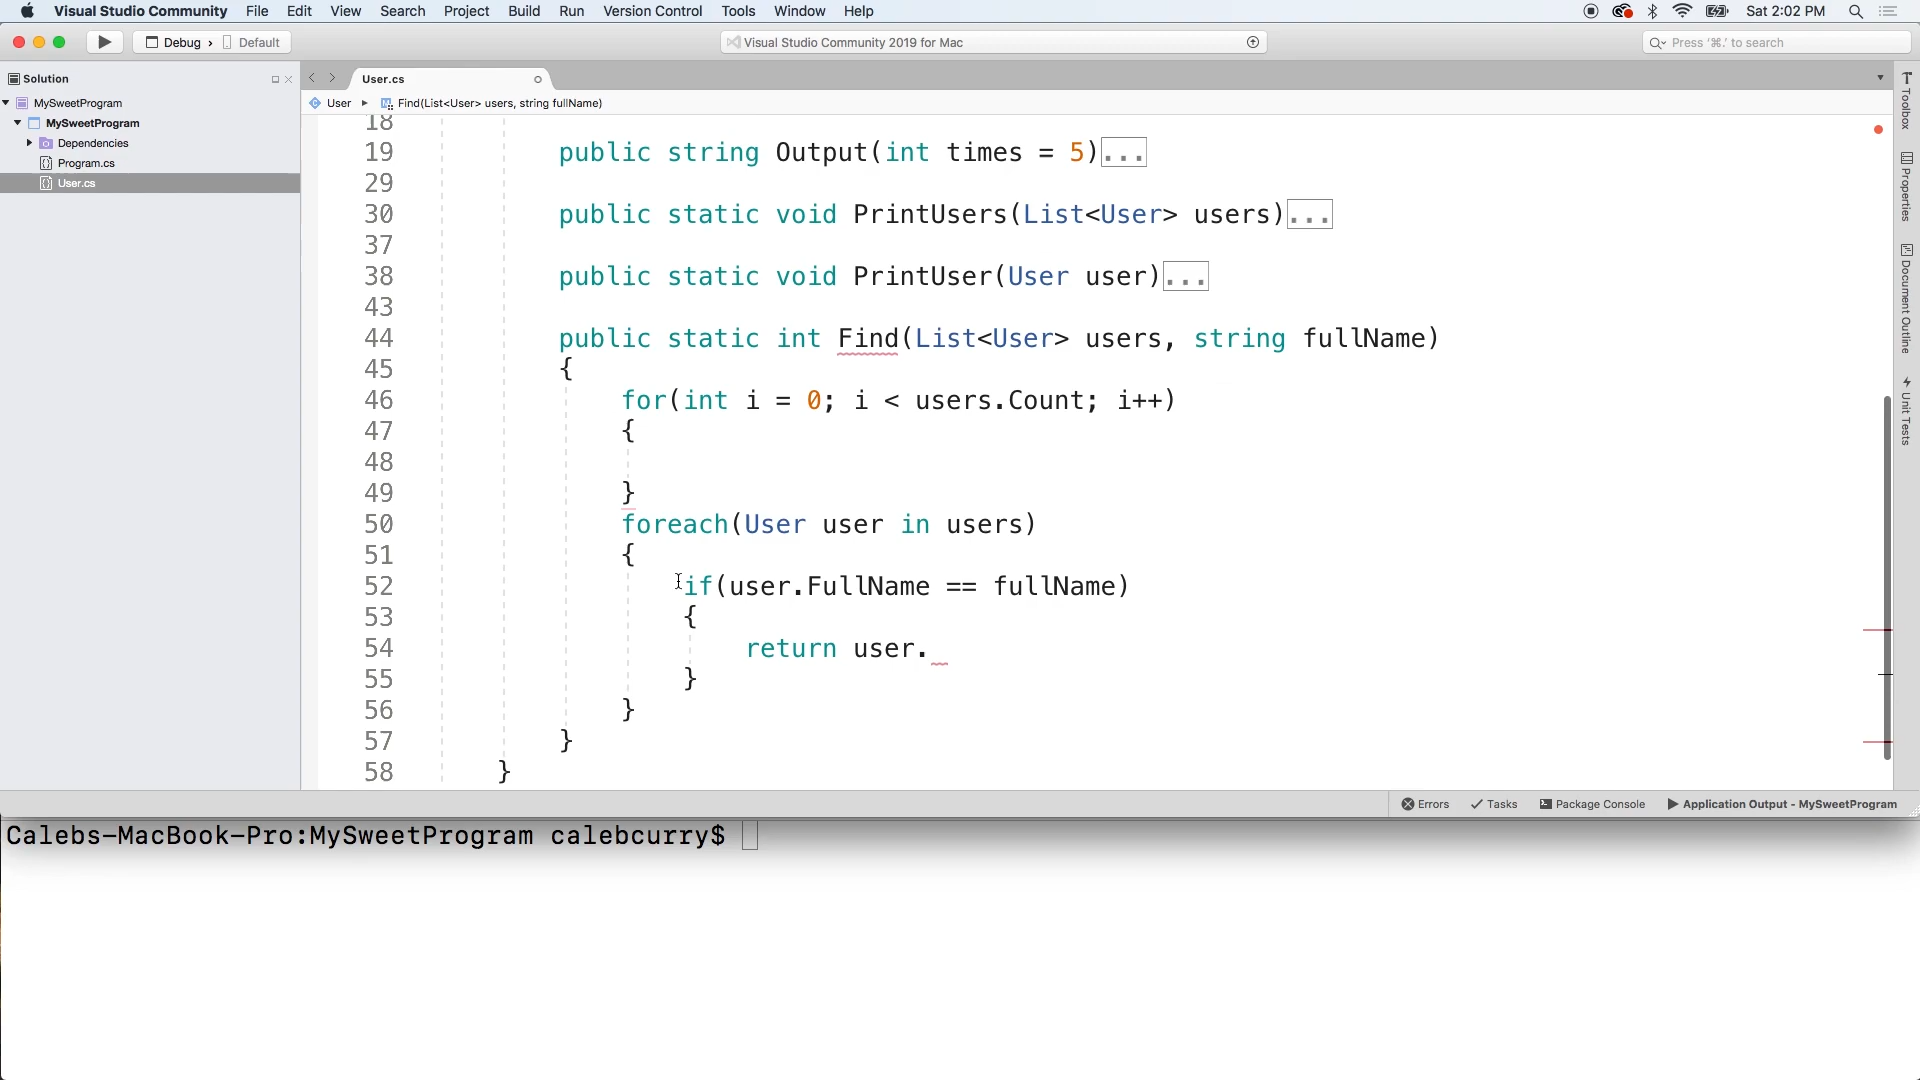 Visual Studio Community File Edit View Search Project Build Run Version Control Tools Window Help Sat 2:02 PM
Debug › Default Visual Studio Community 2019 for Mac Press '⌘.' to search
Solution
User.cs
MySweetProgram
User Find(List<User> users, string fullName)
MySweetProgram
Dependencies
Program.cs
User.cs
18
19 public string Output(int times = 5)...
29
30 public static void PrintUsers(List<User> users)...
37
38 public static void PrintUser(User user)...
43
44 public static int Find(List<User> users, string fullName)
45 {
46 for(int i = 0; i < users.Count; i++)
47 {
48
49 }
50 foreach(User user in users)
51 {
52 if(user.FullName == fullName)
53 {
54 return user.
55 }
56 }
57 }
58 }
Toolbox
Properties
Document Outline
Unit Tests
Errors Tasks Package Console Application Output - MySweetProgram
Calebs-MacBook-Pro:MySweetProgram calebcurry$